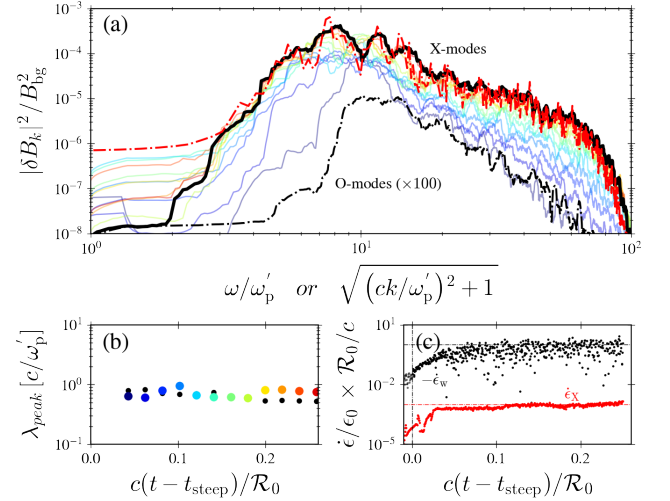 (a)
X-modes
O-modes (×100)
|δB_k|^2/B_bg^2
10^-3
10^-4
10^-5
10^-6
10^-7
10^-8
10^0 10^1 10^2
ω/ω_p' or √((ck/ω_p')^2 + 1)
(b)
λ_peak [c/ω_p']
10^1
10^0
10^-1
0.0 0.1 0.2
c(t − t_steep)/R_0
(c)
ϵ̇/ϵ_0 × R_0/c
10^1
10^-2
10^-5
−ϵ̇_w
ϵ̇_X
0.0 0.1 0.2
c(t − t_steep)/R_0